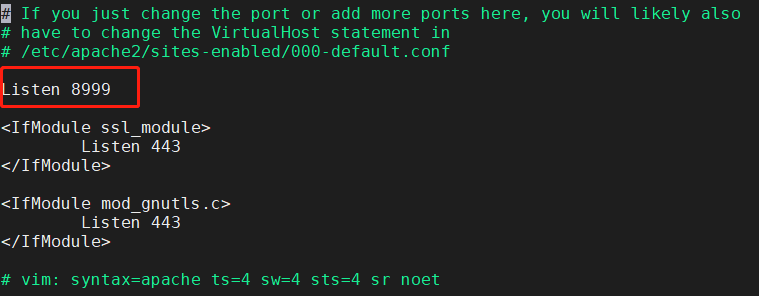 # If you just change the port or add more ports here, you will likely also
# have to change the VirtualHost statement in
# /etc/apache2/sites-enabled/000-default.conf
Listen 8999
<IfModule ssl_module>
Listen 443
</IfModule>
<IfModule mod_gnutls.c>
Listen 443
</IfModule>
# vim: syntax=apache ts=4 sw=4 sts=4 sr noet